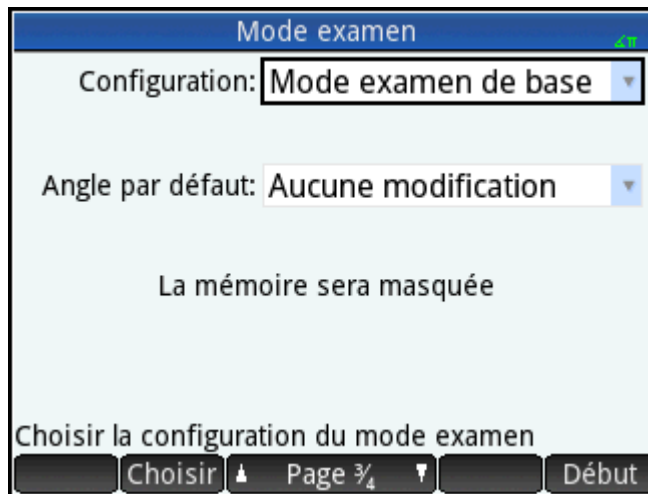 Mode examen
∡π
Configuration: Mode examen de base
Angle par défaut: Aucune modification
La mémoire sera masquée
Choisir la configuration du mode examen
Choisir Page ¾ Début